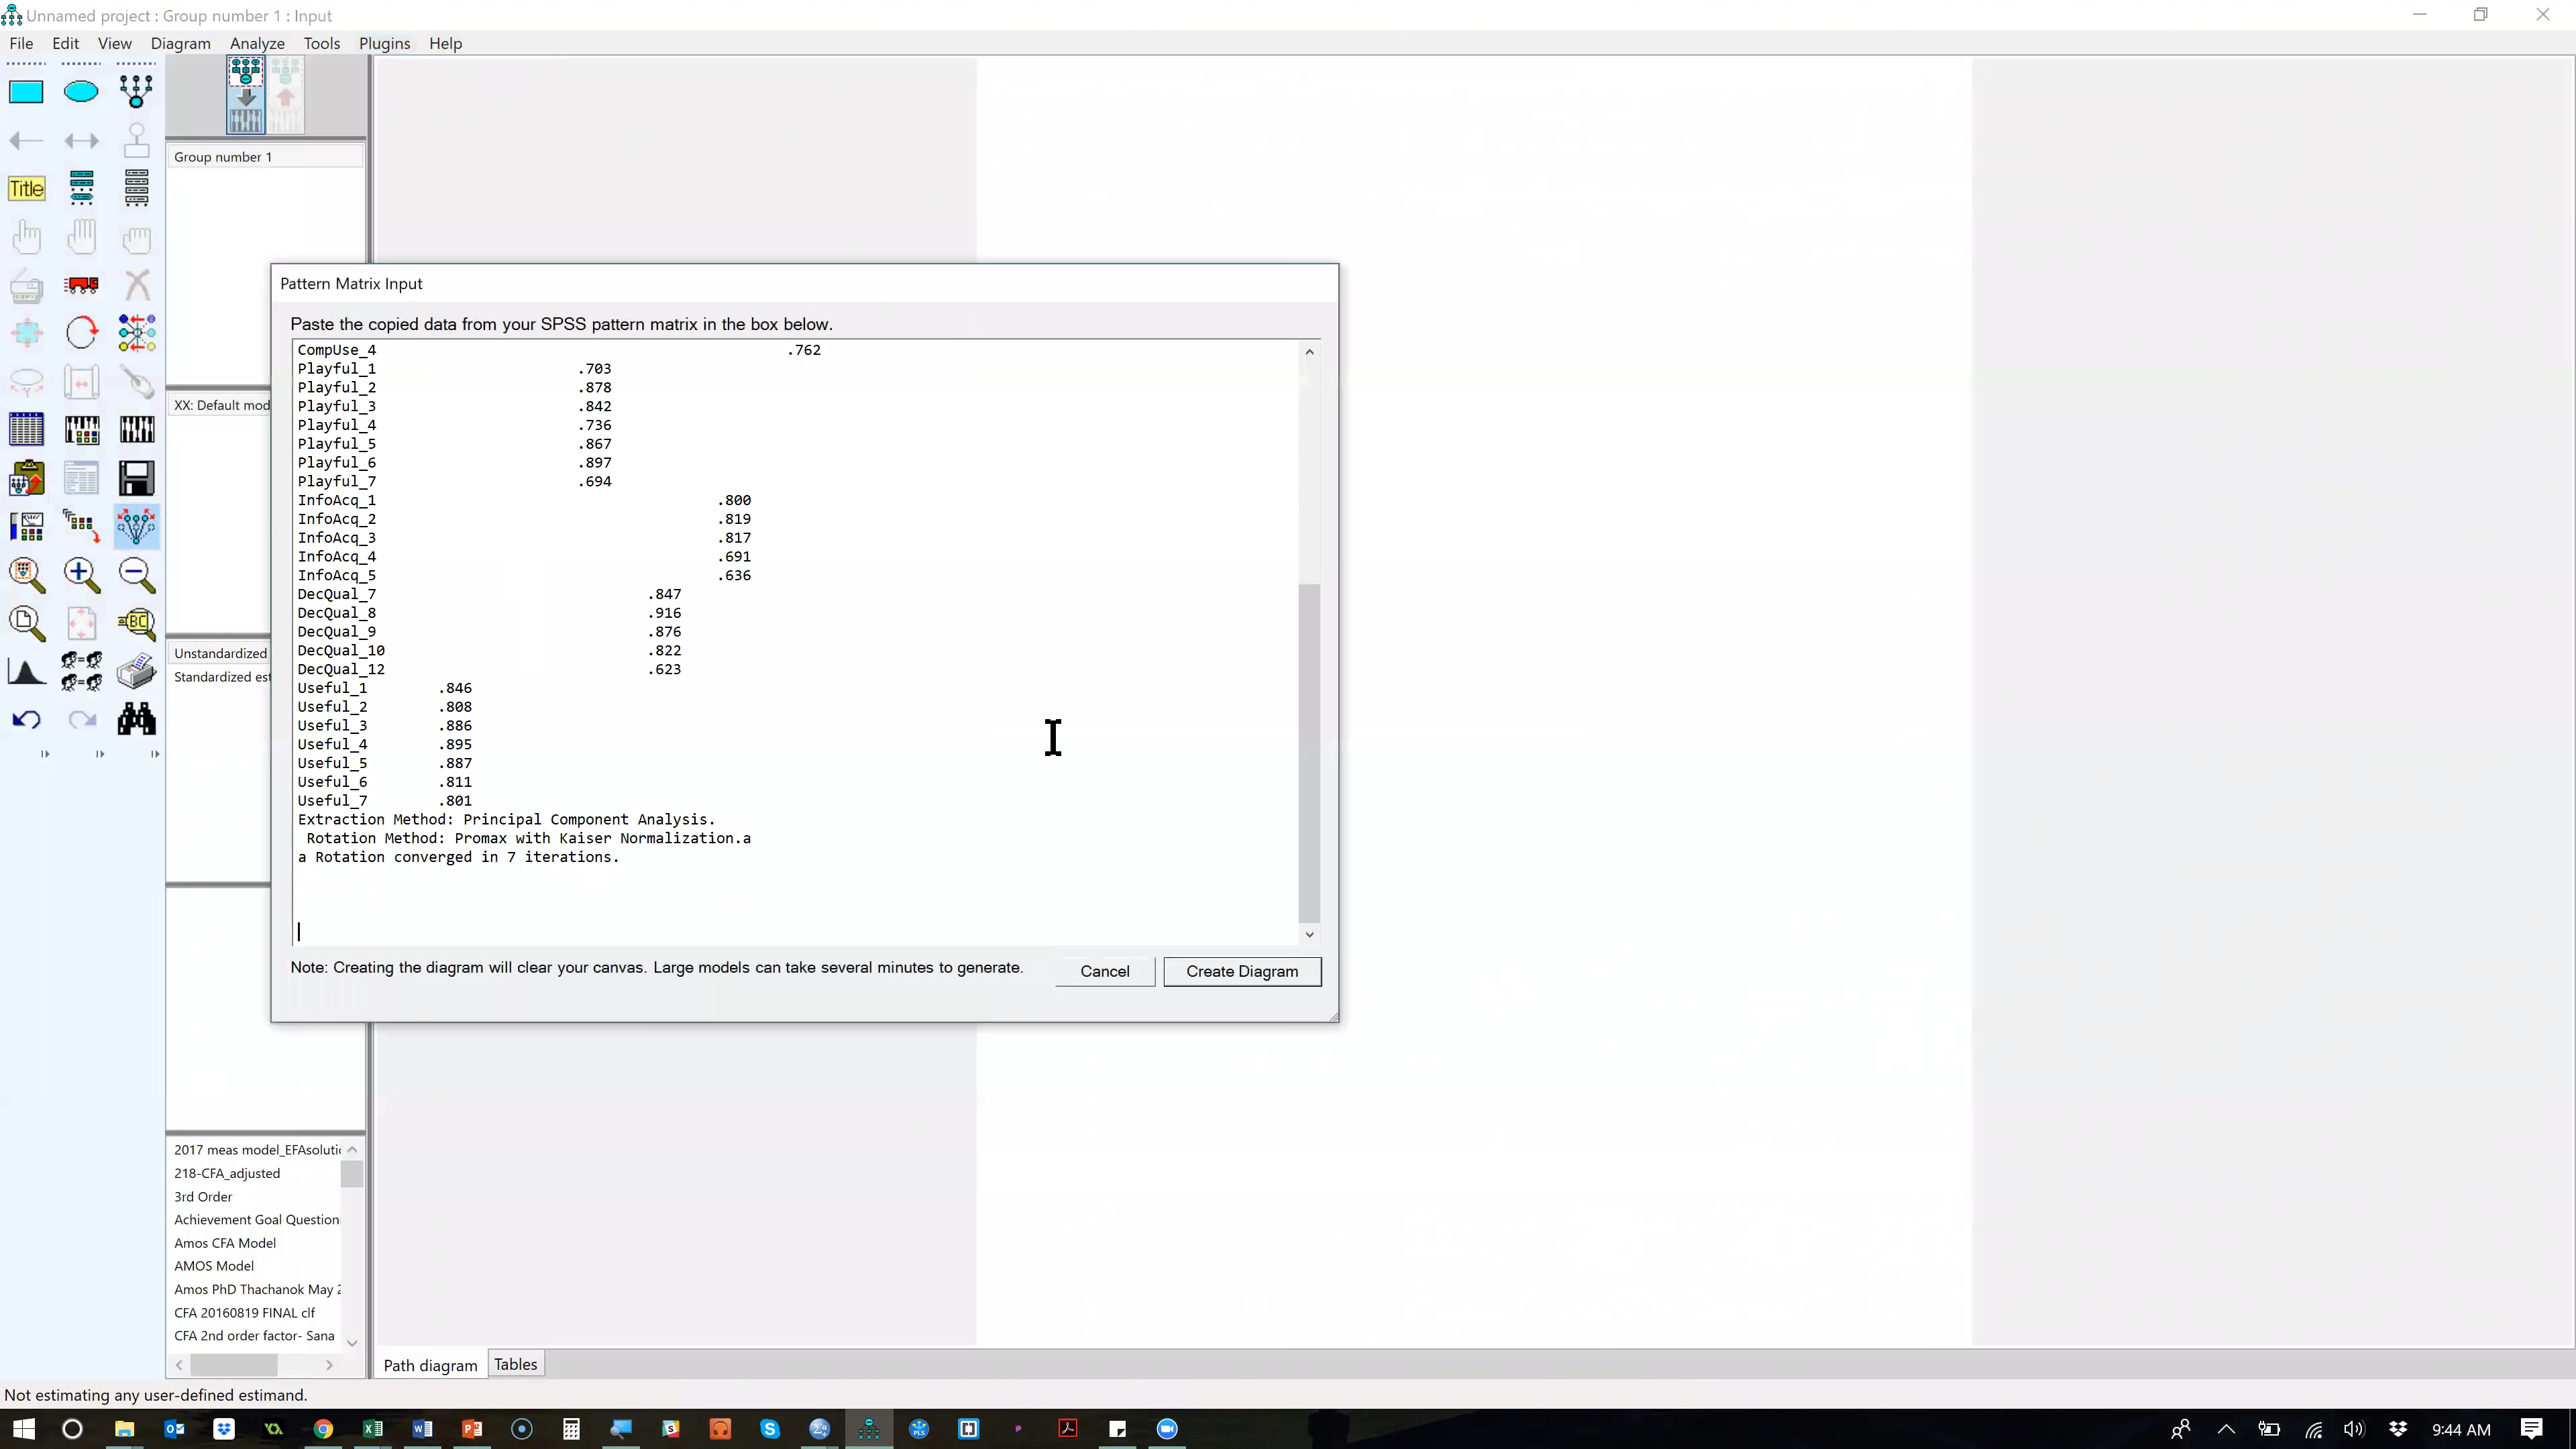 Unnamed project : Group number 1 : Input
File Edit View Diagram Analyze Tools Plugins Help
Group number 1
Title
XX: Default mod
Unstandardized
Standardized est
Pattern Matrix Input
Paste the copied data from your SPSS pattern matrix in the box below.
CompUse_4 .762
Playful_1 .703
Playful_2 .878
Playful_3 .842
Playful_4 .736
Playful_5 .867
Playful_6 .897
Playful_7 .694
InfoAcq_1 .800
InfoAcq_2 .819
InfoAcq_3 .817
InfoAcq_4 .691
InfoAcq_5 .636
DecQual_7 .847
DecQual_8 .916
DecQual_9 .876
DecQual_10 .822
DecQual_12 .623
Useful_1 .846
Useful_2 .808
Useful_3 .886
Useful_4 .895
Useful_5 .887
Useful_6 .811
Useful_7 .801
Extraction Method: Principal Component Analysis.
Rotation Method: Promax with Kaiser Normalization.a
a Rotation converged in 7 iterations.
Note: Creating the diagram will clear your canvas. Large models can take several minutes to generate.
Cancel Create Diagram
2017 meas model_EFAsolutio
218-CFA_adjusted
3rd Order
Achievement Goal Question
Amos CFA Model
AMOS Model
Amos PhD Thachanok May 2
CFA 20160819 FINAL clf
CFA 2nd order factor- Sana
Path diagram Tables
Not estimating any user-defined estimand.
9:44 AM